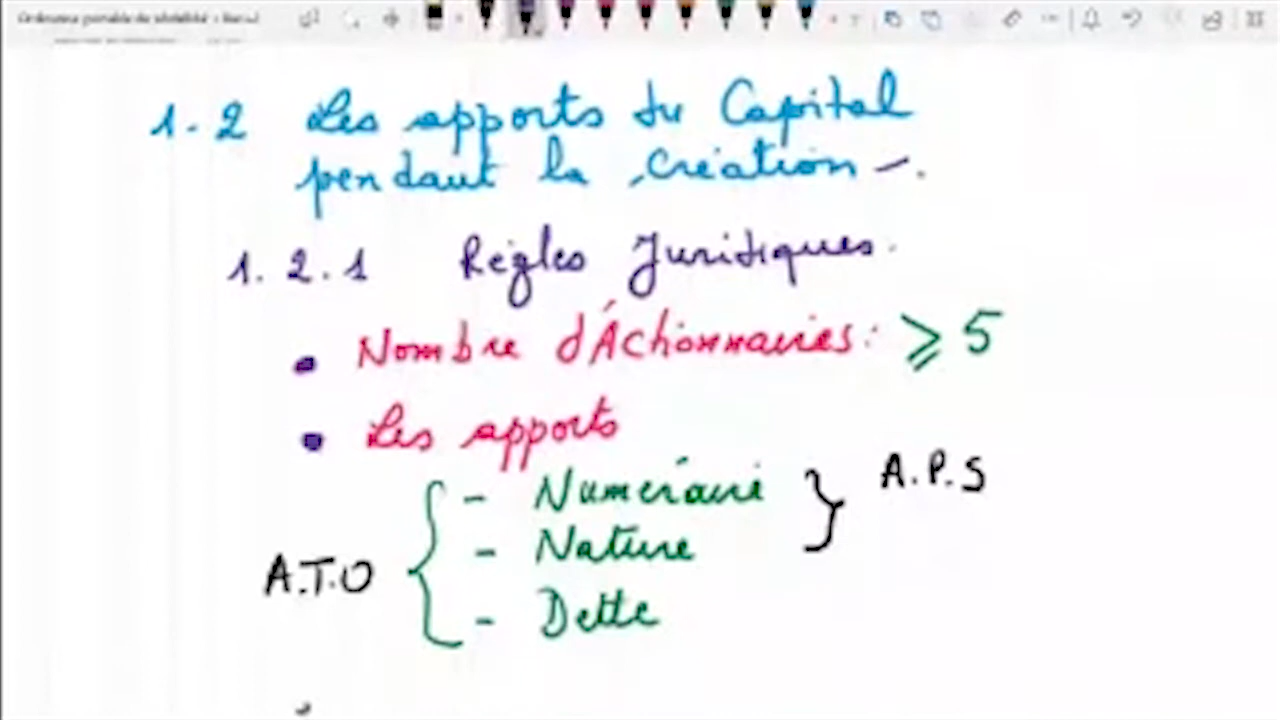 1.2 Les apports du Capital
pendant la création -.
1.2.1 Régles Juridiques.
• Nombre d'Actionnaires : ≥ 5
• Les apports
- Numéraire
- Nature
- Dette
A.P.S
A.T.O